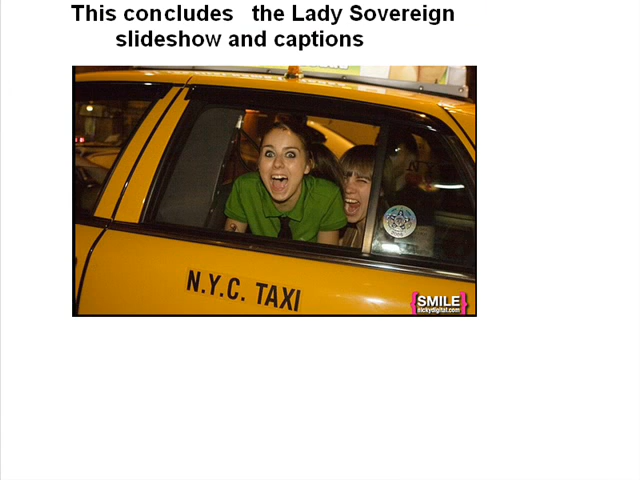 This concludes the Lady Sovereign
slideshow and captions
N.Y.C. TAXI
{SMILE}
nickydigital.com